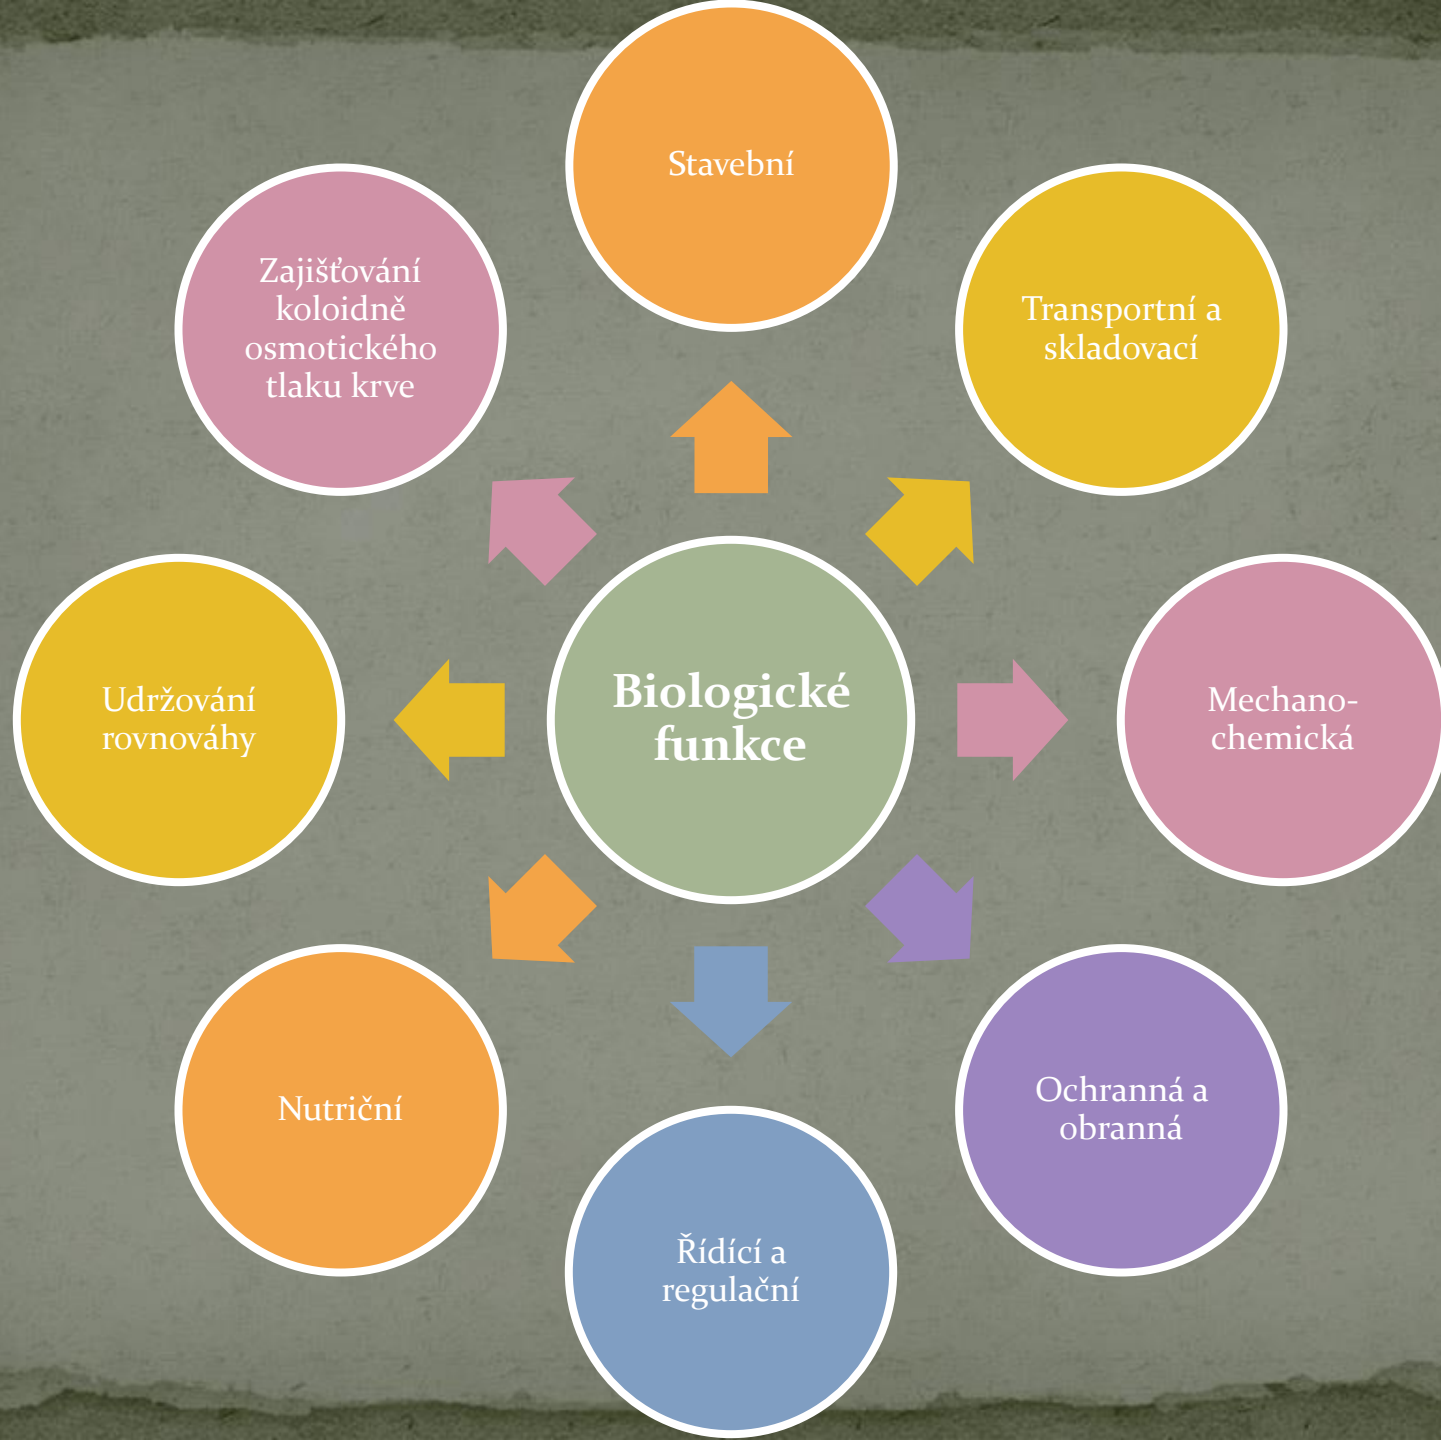 Stavební
Transportní a
skladovací
Mechano-
chemická
Ochranná a
obranná
Řídící a
regulační
Nutriční
Udržování
rovnováhy
Zajišťování
koloidně
osmotického
tlaku krve
Biologické
funkce